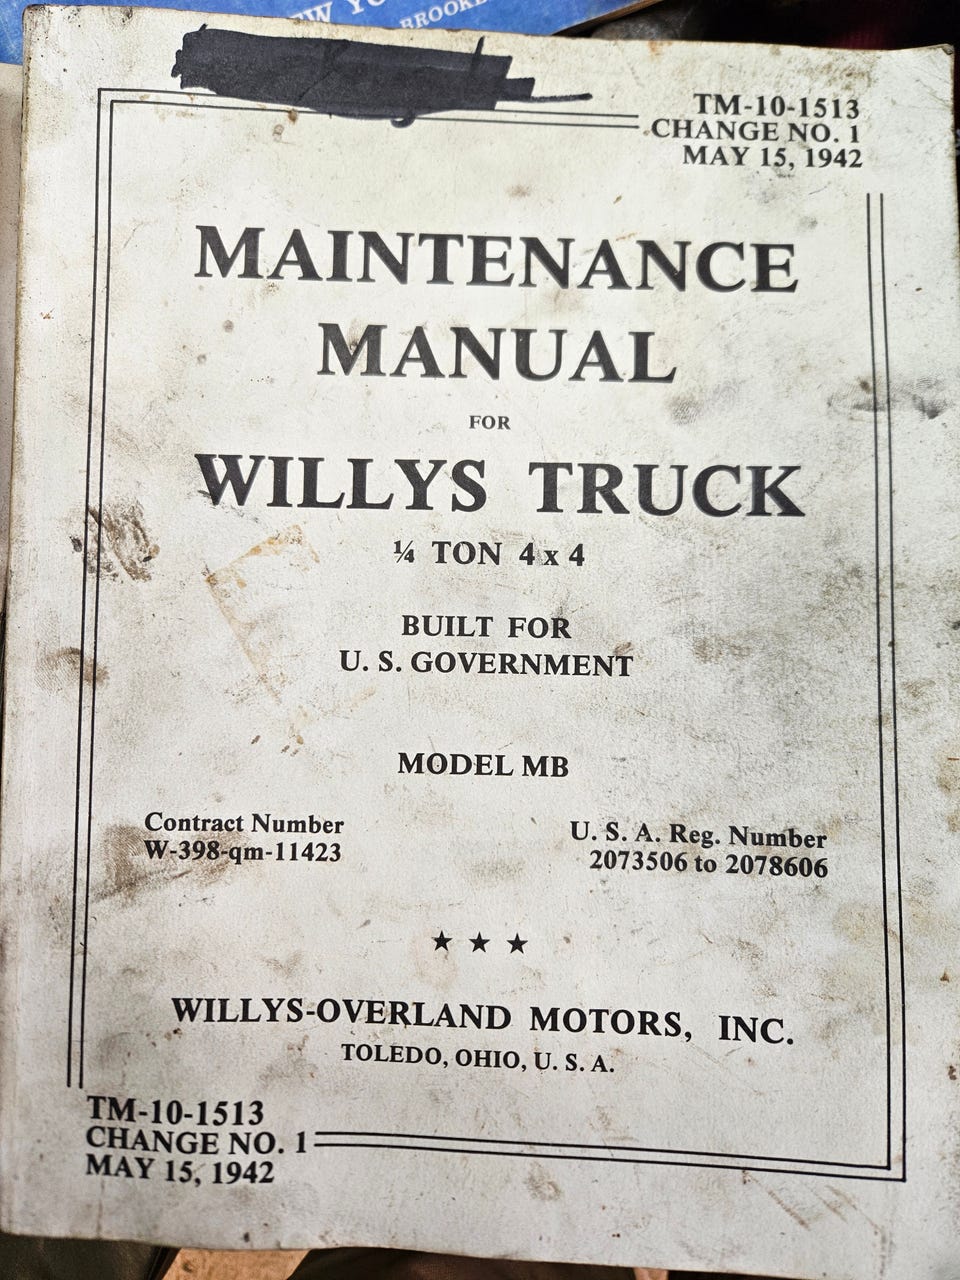 W YO
BROOKL
TM-10-1513
CHANGE NO. 1
MAY 15, 1942
MAINTENANCE
MANUAL
FOR
WILLYS TRUCK
¼ TON 4 x 4
BUILT FOR
U. S. GOVERNMENT
MODEL MB
Contract Number
W-398-qm-11423
U. S. A. Reg. Number
2073506 to 2078606
★ ★ ★
WILLYS-OVERLAND MOTORS, INC.
TOLEDO, OHIO, U. S. A.
TM-10-1513
CHANGE NO. 1
MAY 15, 1942